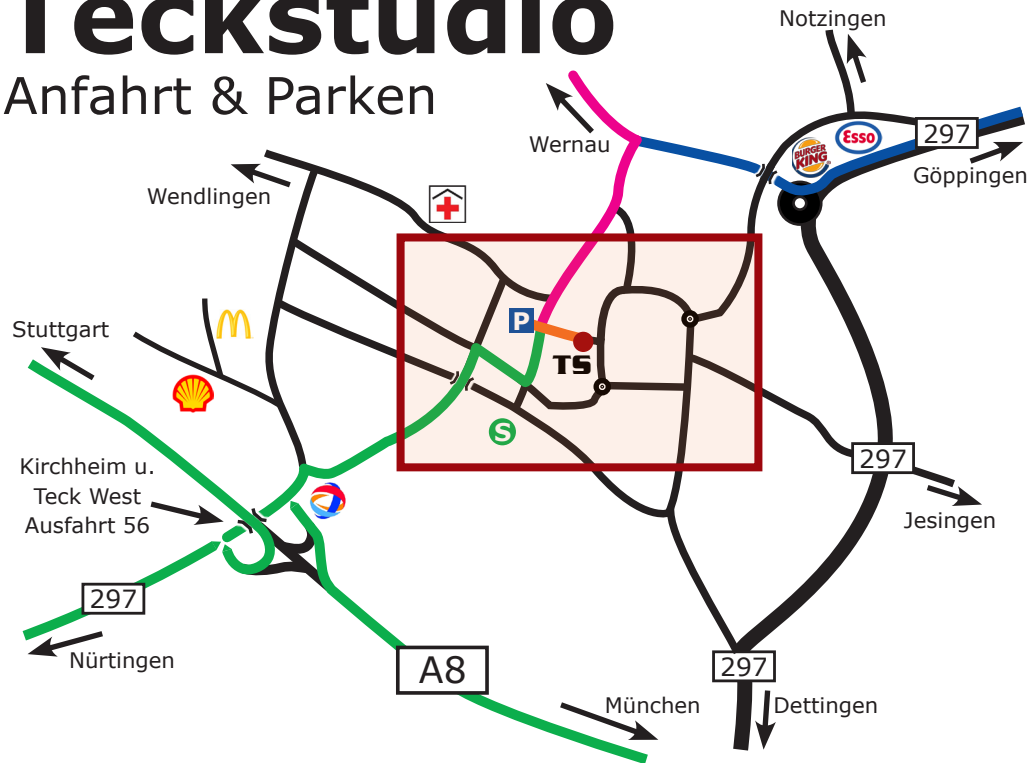 Teckstudio
Anfahrt & Parken
Notzingen
Wernau
BURGER
KING
Esso
297
Göppingen
Wendlingen
Stuttgart
P
TS
S
Kirchheim u.
Teck West
Ausfahrt 56
297
Jesingen
297
Nürtingen
A8
297
München
Dettingen